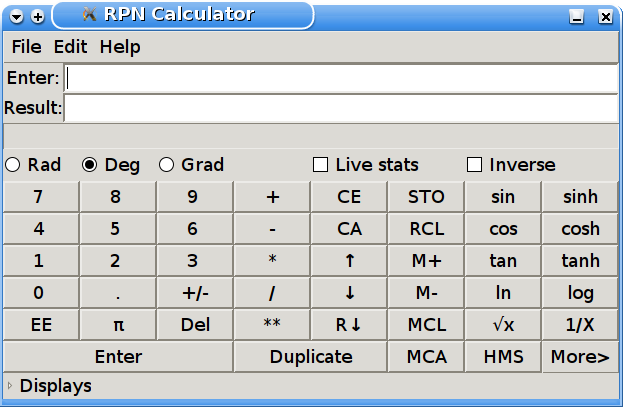 RPN Calculator
File Edit Help
Enter:
Result:
Rad Deg Grad Live stats Inverse
7 8 9 + CE STO sin sinh
4 5 6 - CA RCL cos cosh
1 2 3 * ↑ M+ tan tanh
0 . +/- / ↓ M- ln log
EE π Del ** R↓ MCL √x 1/X
Enter Duplicate MCA HMS More>
Displays